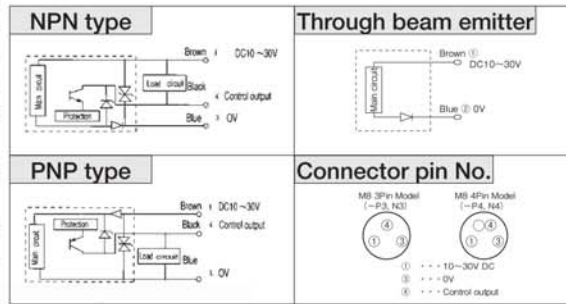 NPN type
Brown 1 DC10～30V
Main circuit
Load circuit
Black
4 Control output
Protection
Blue 3 0V
Through beam emitter
Brown ①
DC10～30V
Main circuit
Blue ② 0V
PNP type
Brown 1 DC10～30V
Protection
Black 4 Control output
Main circuit
Load circuit
Blue
3 0V
Connector pin No.
M8 3Pin Model
(−P3, N3)
M8 4Pin Model
(−P4, N4)
④
① ③
④
① ③
① ・・・10～30V DC
③ ・・・0V
④ ・・・Control output